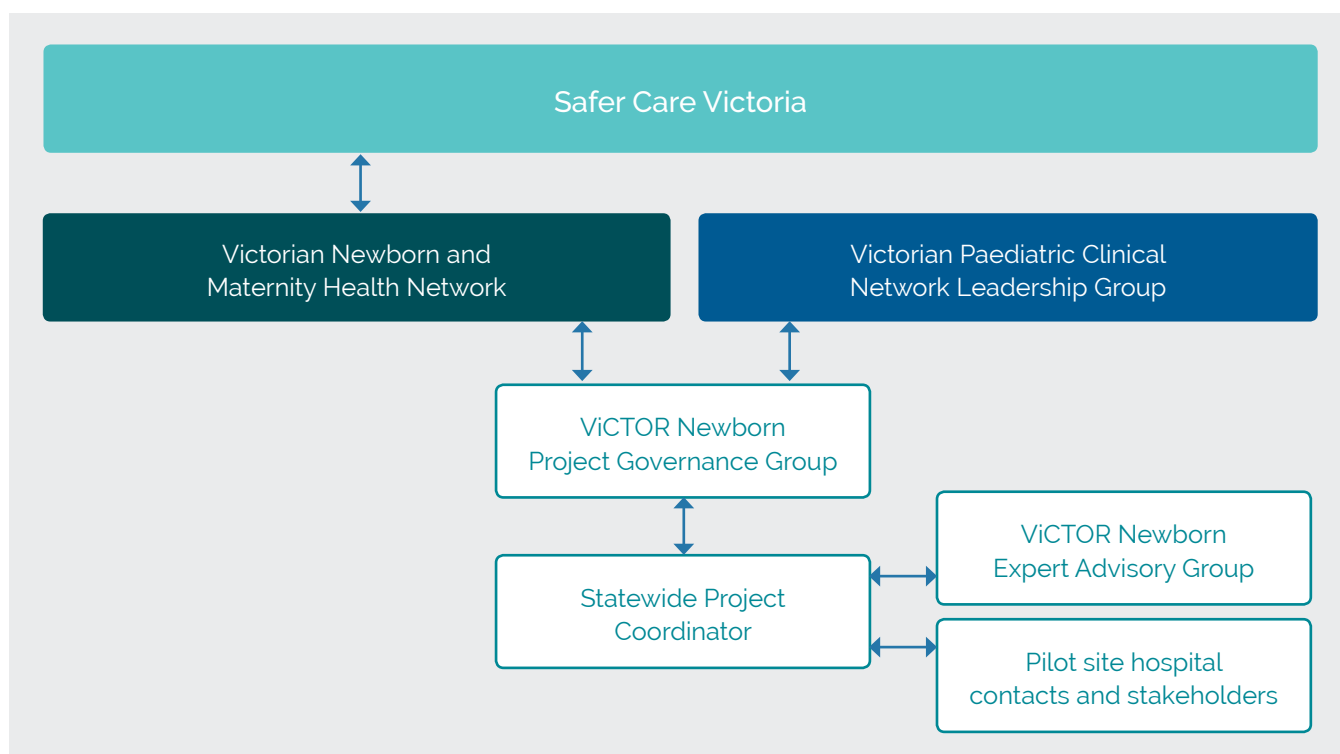 Safer Care Victoria
Victorian Newborn and
Maternity Health Network
Victorian Paediatric Clinical
Network Leadership Group
ViCTOR Newborn
Project Governance Group
Statewide Project
Coordinator
ViCTOR Newborn
Expert Advisory Group
Pilot site hospital
contacts and stakeholders